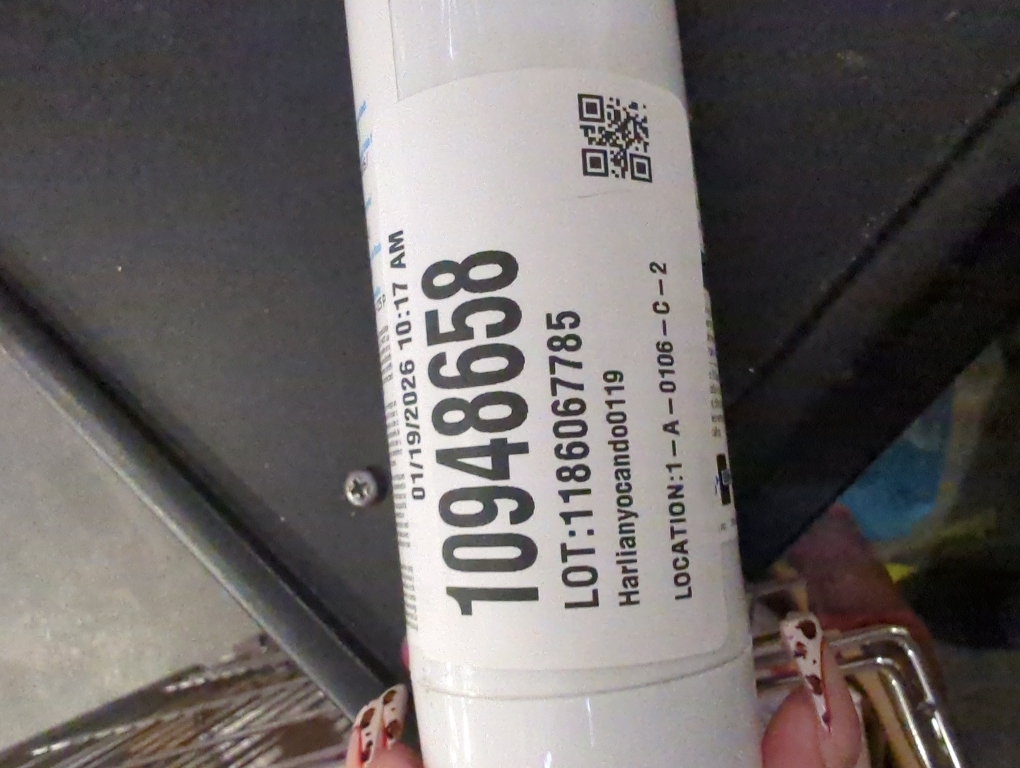 01/19/2026 10:17 AM
10948658
LOT:1186067785
Harlianyocando0119
LOCATION:1-A-0106-C-2